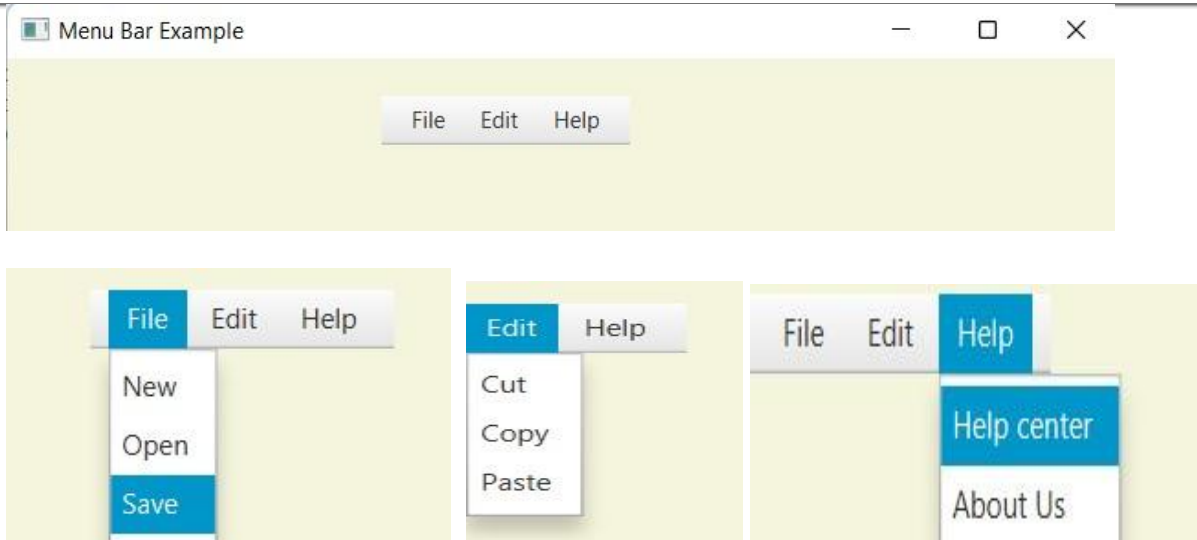 Menu Bar Example
File Edit Help
File Edit Help
New
Open
Save
Edit Help
Cut
Copy
Paste
File Edit Help
Help center
About Us